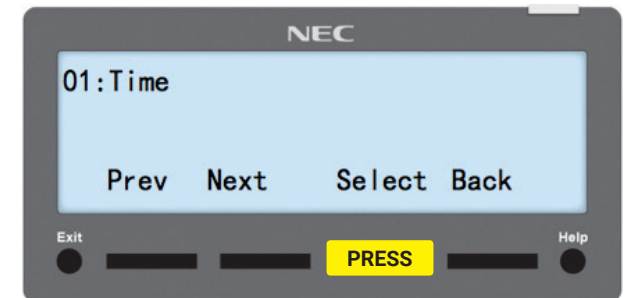 NEC
01:Time
Prev Next Select Back
Exit Help
PRESS